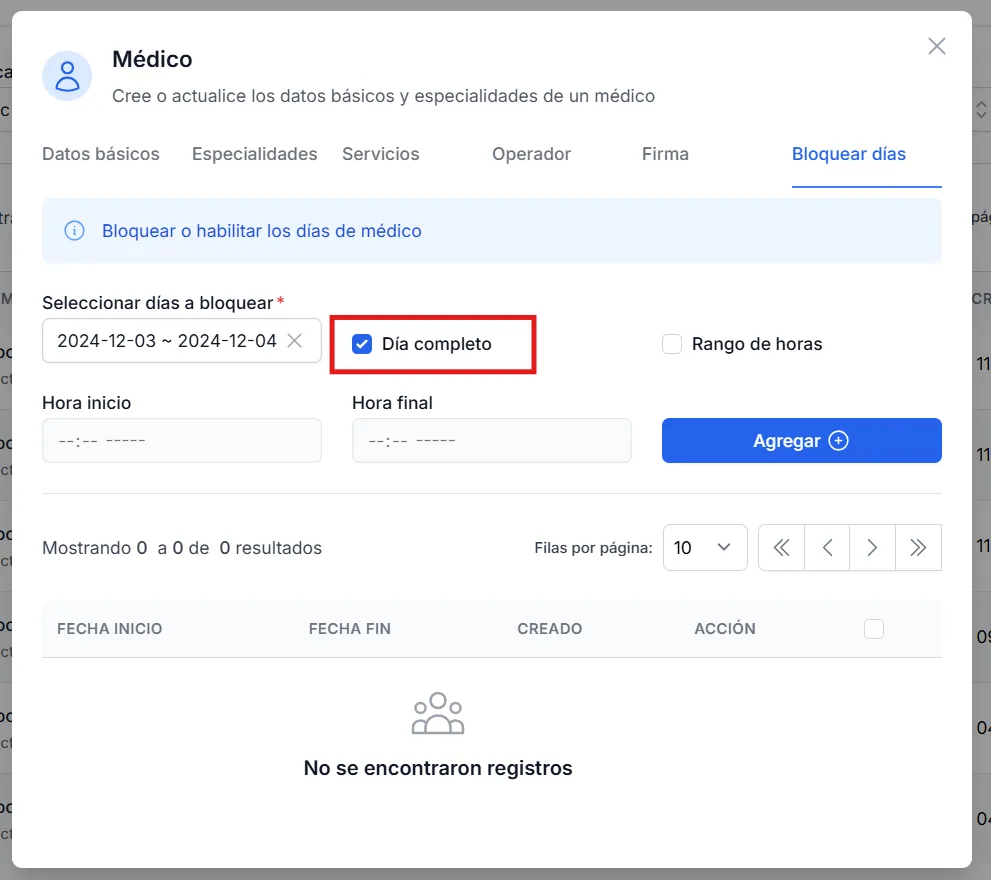 Médico
Cree o actualice los datos básicos y especialidades de un médico
Datos básicos Especialidades Servicios Operador Firma Bloquear días
Bloquear o habilitar los días de médico
Seleccionar días a bloquear*
2024-12-03 ~ 2024-12-04 Día completo Rango de horas
Hora inicio Hora final
--:-- ----- --:-- ----- Agregar
Mostrando 0 a 0 de 0 resultados Filas por página: 10
FECHA INICIO FECHA FIN CREADO ACCIÓN
No se encontraron registros